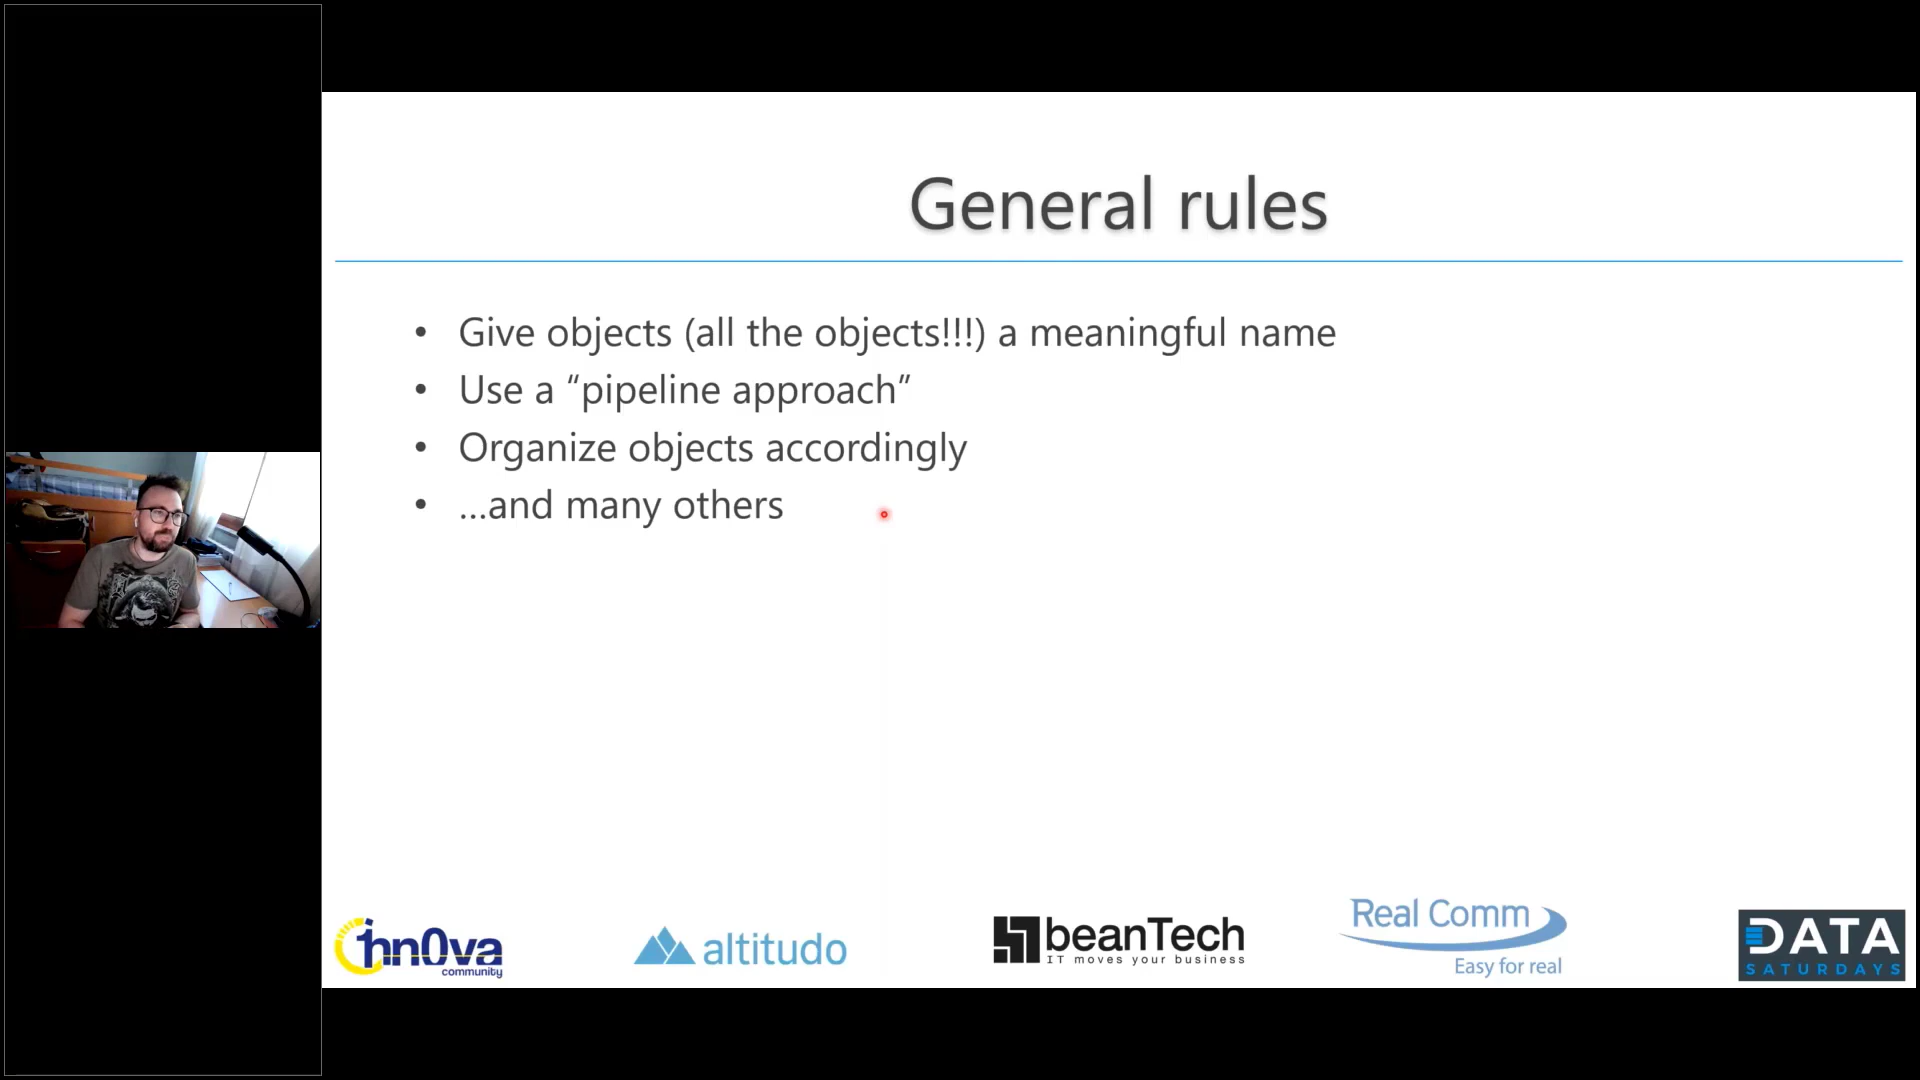 General rules
• Give objects (all the objects!!!) a meaningful name
• Use a “pipeline approach”
• Organize objects accordingly
• …and many others
1nn0va
community
altitudo
beanTech
IT moves your business
Real Comm
Easy for real
DATA
SATURDAYS